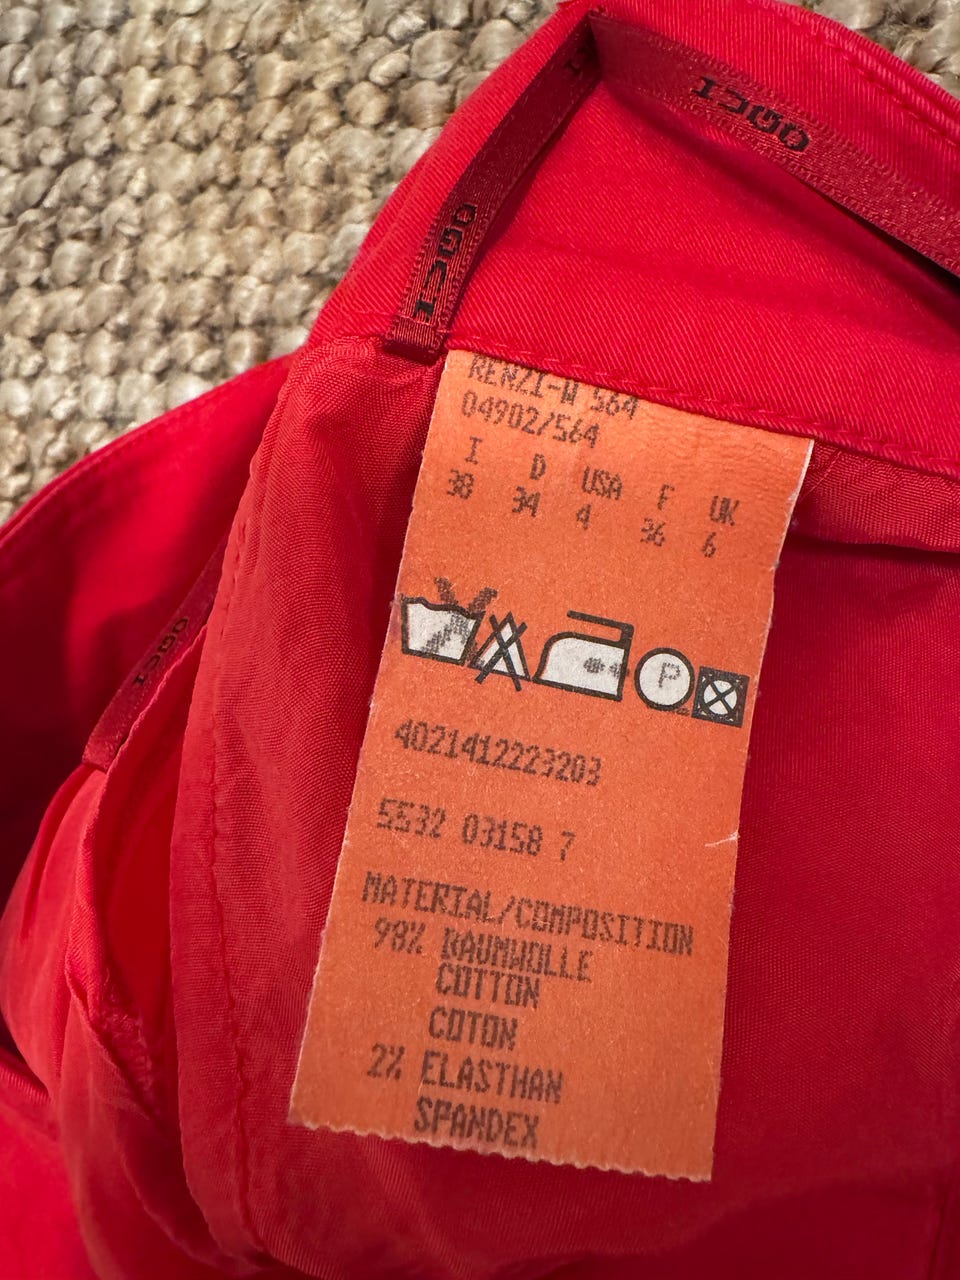 RENZI-W 564
04902/564
I D USA F UK
38 34 4 36 6
P
4021412223203
5532 03158 7
MATERIAL/COMPOSITION
98% BAUMWOLLE
COTTON
COTON
2% ELASTHAN
SPANDEX